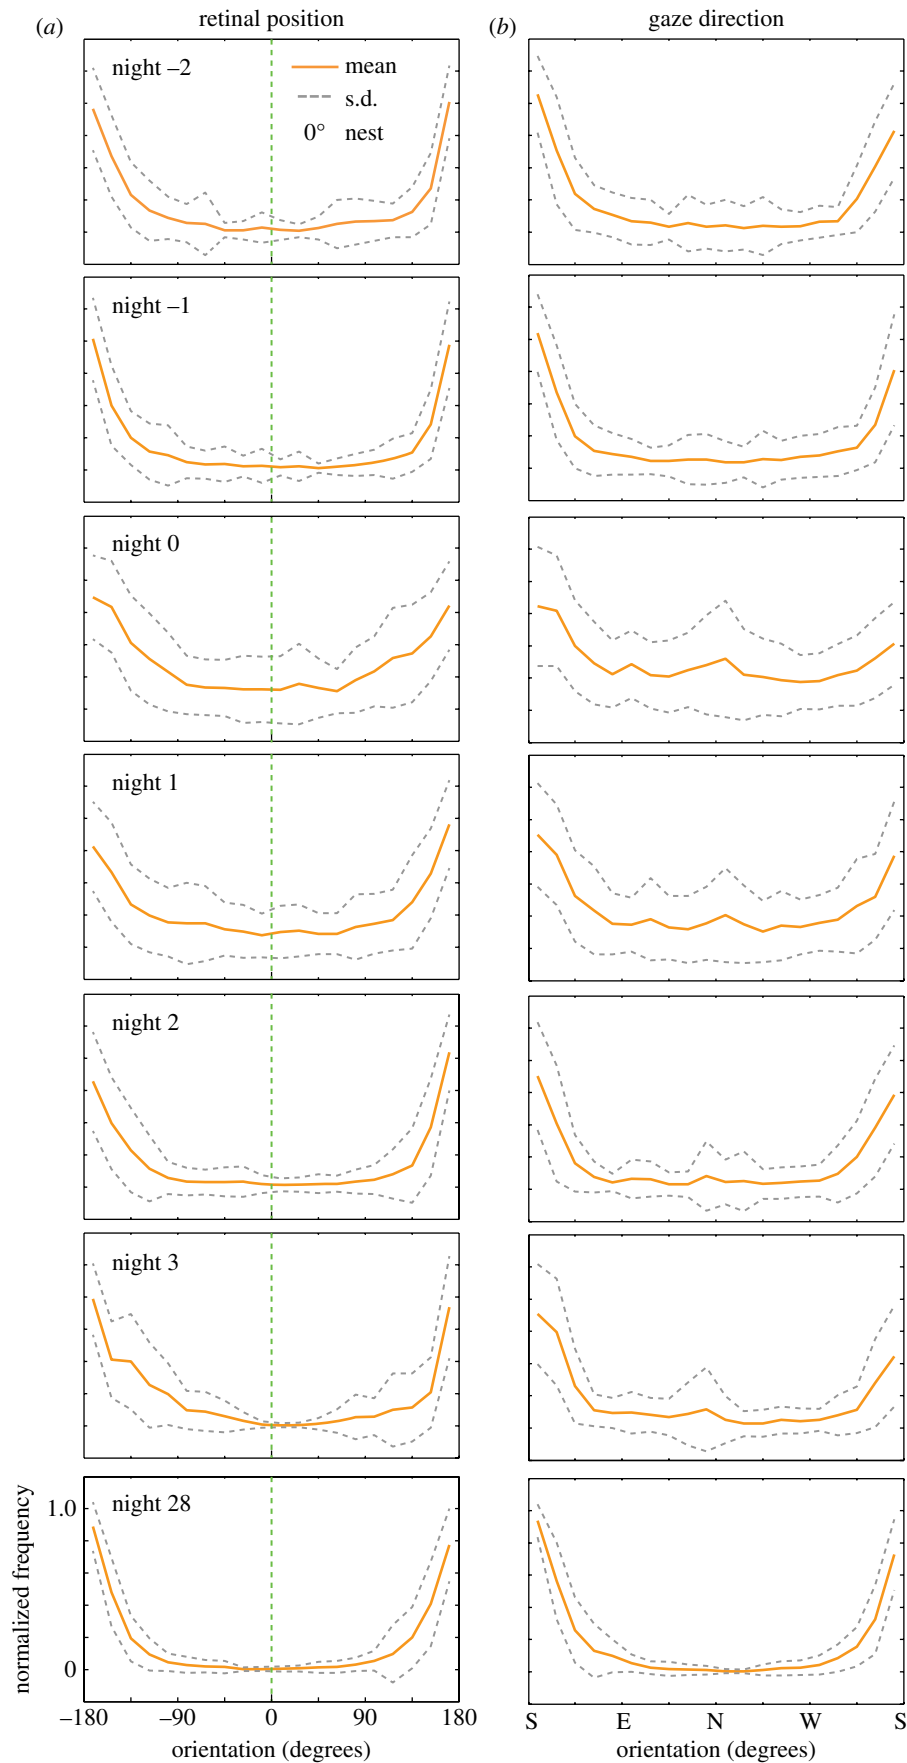 (a) retinal position
(b) gaze direction
night –2
mean
s.d.
0° nest
night –1
night 0
night 1
night 2
night 3
night 28
normalized frequency
1.0
0
–180 –90 0 90 180
orientation (degrees)
S E N W S
orientation (degrees)